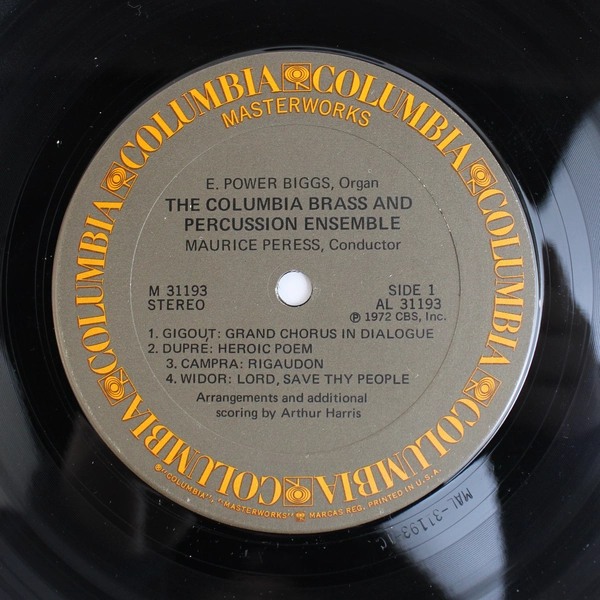 COLUMBIA COLUMBIA COLUMBIA COLUMBIA COLUMBIA COLUMBIA
MASTERWORKS
E. POWER BIGGS, Organ
THE COLUMBIA BRASS AND
PERCUSSION ENSEMBLE
MAURICE PERESS, Conductor
M 31193
STEREO
SIDE 1
AL 31193
℗ 1972 CBS, Inc.
1. GIGOUT: GRAND CHORUS IN DIALOGUE
2. DUPRÉ: HEROIC POEM
3. CAMPRA: RIGAUDON
4. WIDOR: LORD, SAVE THY PEOPLE
Arrangements and additional
scoring by Arthur Harris
®"COLUMBIA", "MASTERWORKS" MARCAS REG. PRINTED IN U.S.A.